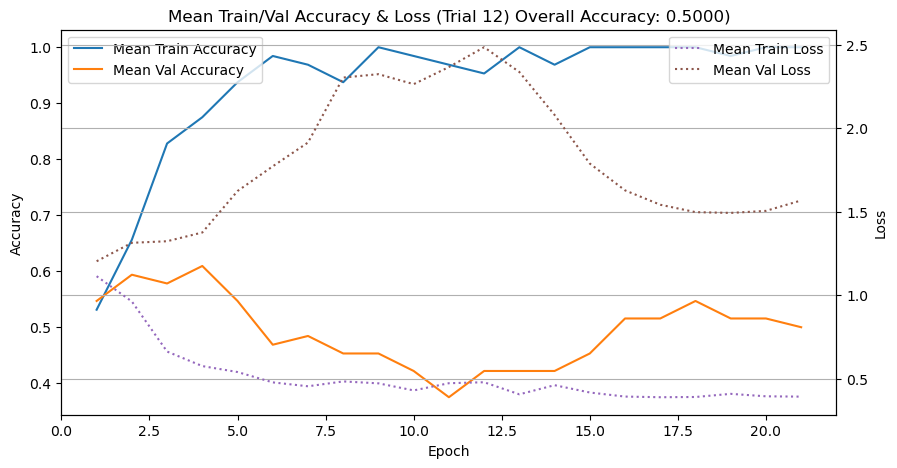 Mean Train/Val Accuracy & Loss (Trial 12) Overall Accuracy: 0.5000)
Mean Train Accuracy
Mean Val Accuracy
Mean Train Loss
Mean Val Loss
Accuracy
1.0
0.9
0.8
0.7
0.6
0.5
0.4
2.5
2.0
1.5
1.0
0.5
Loss
0.0 2.5 5.0 7.5 10.0 12.5 15.0 17.5 20.0
Epoch